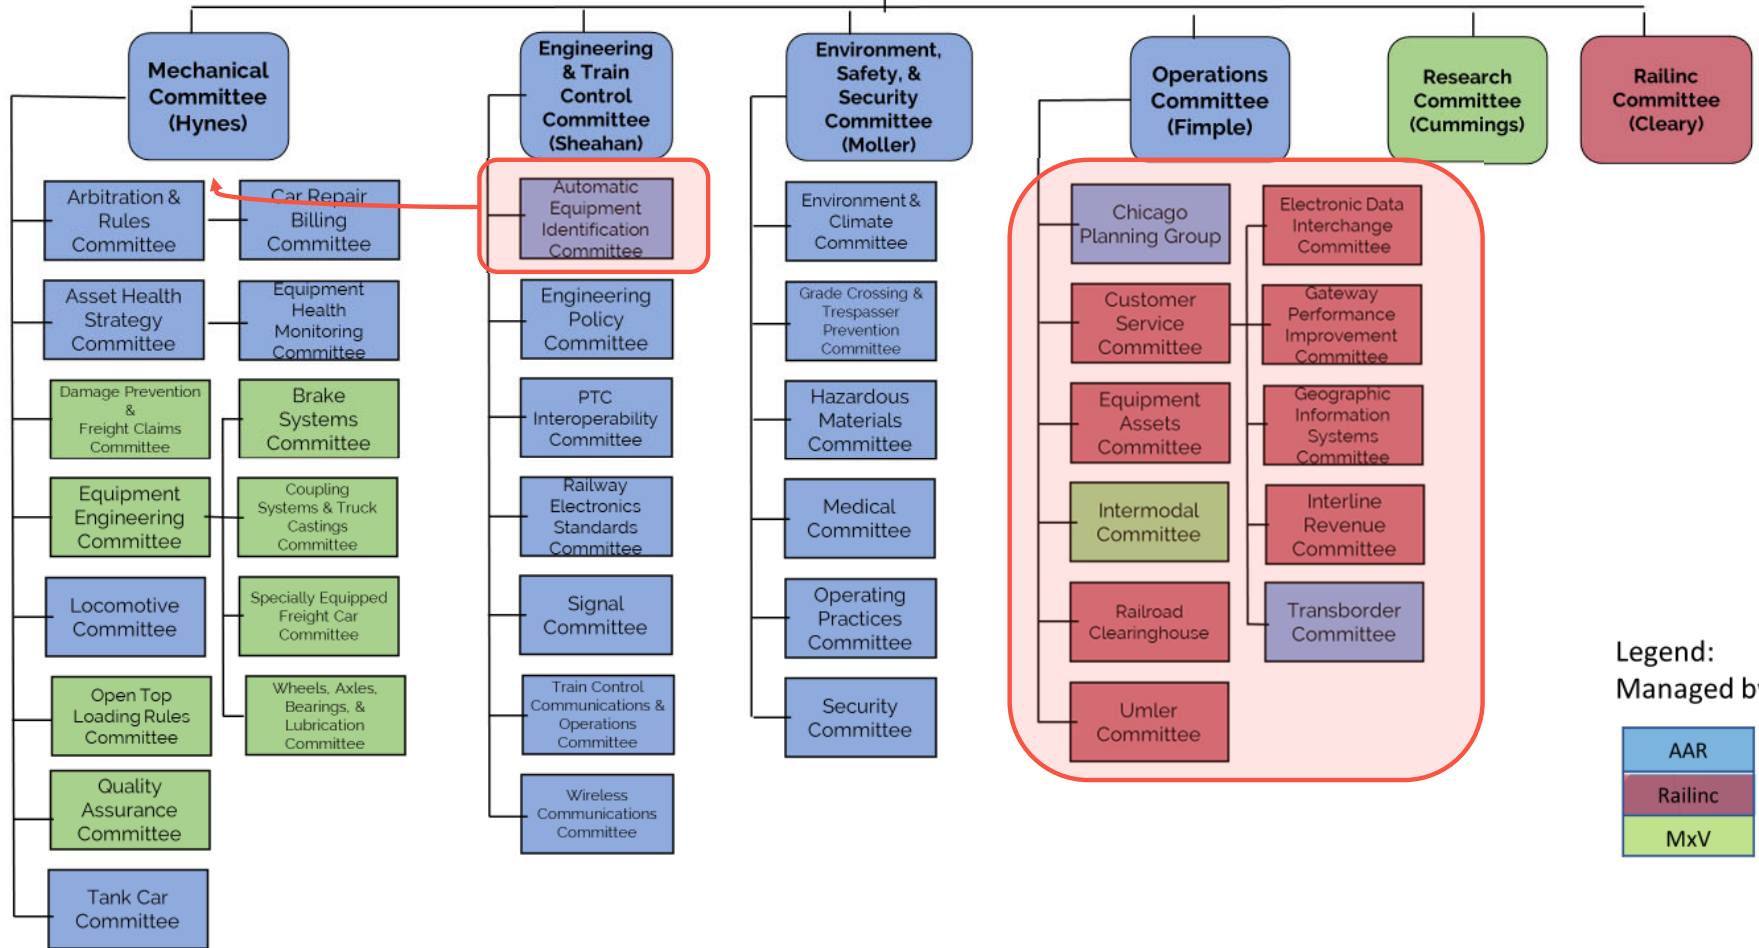 Mechanical
Committee
(Hynes)
Engineering
& Train
Control
Committee
(Sheahan)
Environment,
Safety, &
Security
Committee
(Moller)
Operations
Committee
(Fimple)
Research
Committee
(Cummings)
Railinc
Committee
(Cleary)
Arbitration &
Rules
Committee
Car Repair
Billing
Committee
Asset Health
Strategy
Committee
Equipment
Health
Monitoring
Committee
Damage Prevention
&
Freight Claims
Committee
Brake
Systems
Committee
Equipment
Engineering
Committee
Coupling
Systems & Truck
Castings
Committee
Locomotive
Committee
Specially Equipped
Freight Car
Committee
Open Top
Loading Rules
Committee
Wheels, Axles,
Bearings, &
Lubrication
Committee
Quality
Assurance
Committee
Tank Car
Committee
Automatic
Equipment
Identification
Committee
Engineering
Policy
Committee
PTC
Interoperability
Committee
Railway
Electronics
Standards
Committee
Signal
Committee
Train Control
Communications &
Operations
Committee
Wireless
Communications
Committee
Environment &
Climate
Committee
Grade Crossing &
Trespasser
Prevention
Committee
Hazardous
Materials
Committee
Medical
Committee
Operating
Practices
Committee
Security
Committee
Chicago
Planning Group
Electronic Data
Interchange
Committee
Customer
Service
Committee
Gateway
Performance
Improvement
Committee
Equipment
Assets
Committee
Geographic
Information
Systems
Committee
Intermodal
Committee
Interline
Revenue
Committee
Railroad
Clearinghouse
Transborder
Committee
Umler
Committee
Legend:
Managed by
AAR
Railinc
MxV